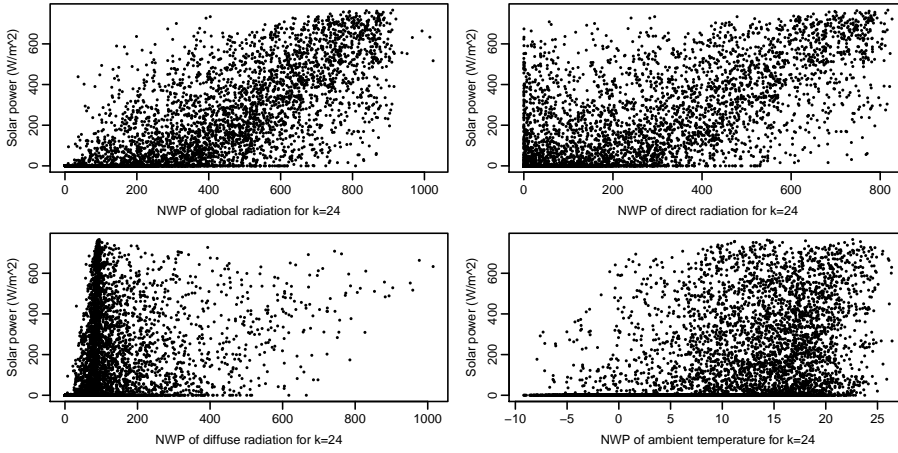 Solar power (W/m^2)
0 200 400 600
0 200 400 600 800 1000
NWP of global radiation for k=24
Solar power (W/m^2)
0 200 400 600
0 200 400 600 800
NWP of direct radiation for k=24
Solar power (W/m^2)
0 200 400 600
0 200 400 600 800 1000
NWP of diffuse radiation for k=24
Solar power (W/m^2)
0 200 400 600
−10 −5 0 5 10 15 20 25
NWP of ambient temperature for k=24